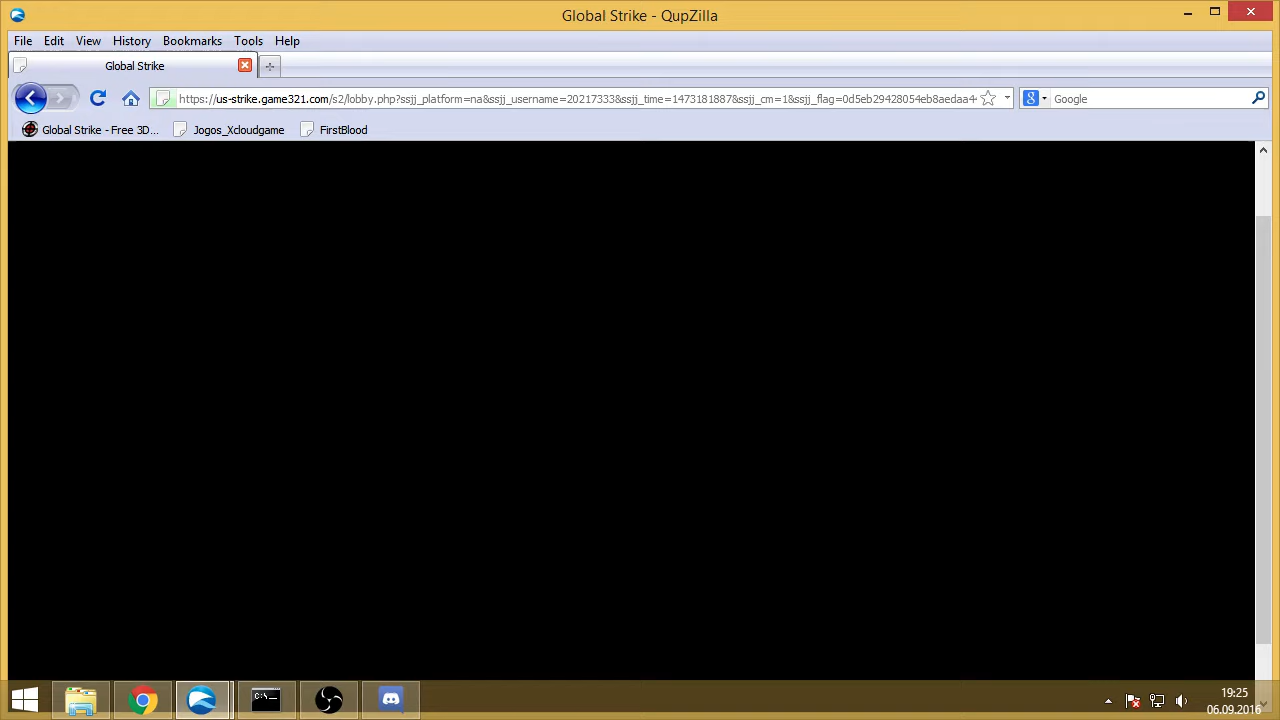 Global Strike - QupZilla
File Edit View History Bookmarks Tools Help
Global Strike
https://us-strike.game321.com/s2/lobby.php?ssjj_platform=na&ssjj_username=20217333&ssjj_time=1473181887&ssjj_cm=1&ssjj_flag=0d5eb29428054eb8aedaa4
Google
Global Strike - Free 3D... Jogos_Xcloudgame FirstBlood
C:\_
19:25
06.09.2016